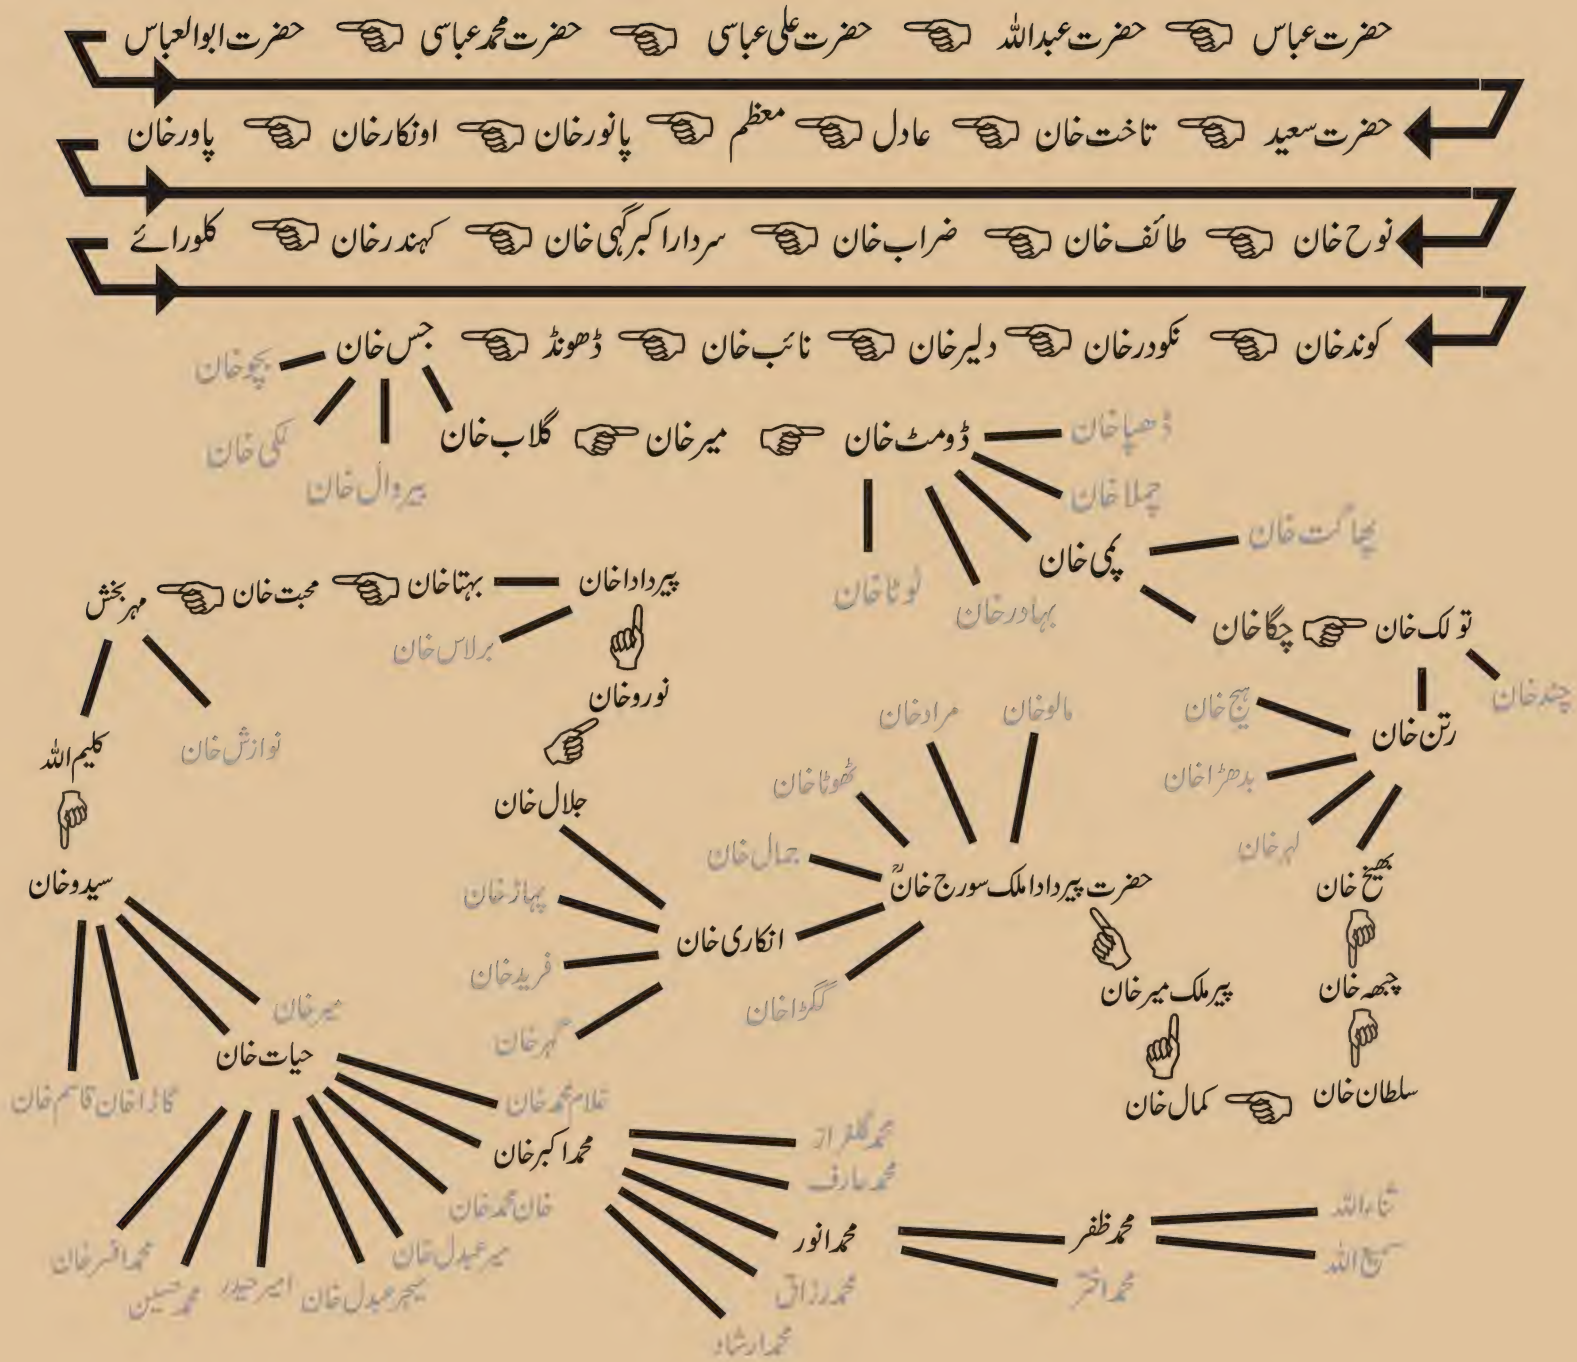 حضرت عباس حضرت عبداللہ حضرت علی عباسی حضرت محمد عباسی حضرت ابوالعباس
حضرت سعید تاخت خان عادل معظم پانور خان اونکار خان پاور خان
نوح خان طائف خان ضراب خان سردار اکبر گہی خان کہندر خان کلورائے
کوند خان نکودر خان دلیر خان نائب خان ڈھونڈ جس خان
بچو خان
لکی خان
بیروال خان
گلاب خان میر خان ڈومٹ خان
ڈھپا خان
چملا خان
لوٹا خان
بہادر خان
پمی خان
پھاگت خان
چگا خان تولک خان
چند خان
رتن خان
بدھڑا خان
لہر خان
بھیخ خان
چبھہ خان
سلطان خان
کمال خان
پیر ملک میر خان
حضرت پیر دادا ملک سورج خانؒ
مالو خان
مراد خان
ٹھوٹا خان
جمال خان
گگڑا خان
انکاری خان
پہاڑ خان
فرید خان
گہر خان
جلال خان
نورو خان
پیر دادا خان
برلاس خان
بہتا خان محبت خان مہر بخش
نوازش خان
کلیم اللہ
سیدو خان
میر خان
حیات خان
کاڑا خان
قاسم خان
غلام محمد خان
محمد اکبر خان
خان محمد خان
میر عبدل خان
میجر عبدل خان
امیر حیدر
محمد حسین
محمد افسر خان
محمد گلفراز
محمد عارف
محمد انور
محمد رزاق
محمد ارشاد
محمد ظفر
محمد اختر
ثناء اللہ
سمیع اللہ